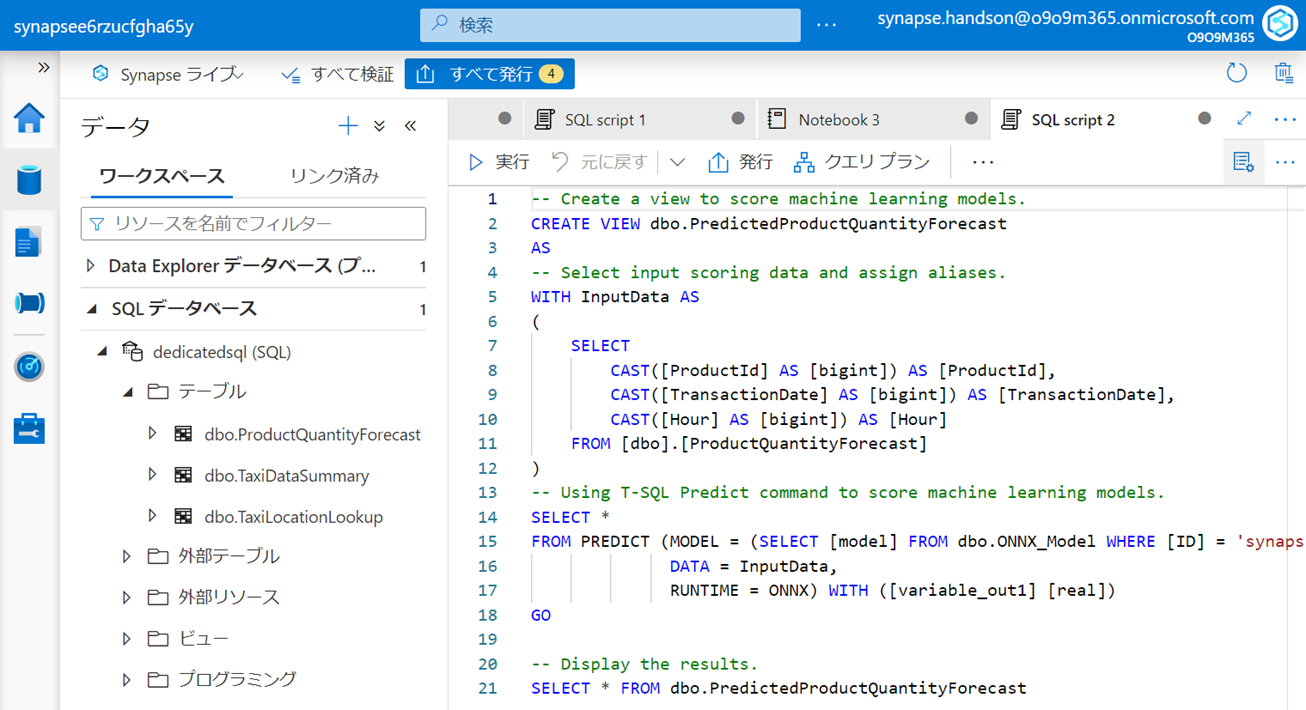 synapsee6rzucfgha65y
検索
synapse.handson@o9o9m365.onmicrosoft.com
O9O9M365
Synapse ライブ
すべて検証
すべて発行 4
データ
ワークスペース
リンク済み
リソースを名前でフィルター
Data Explorer データベース (プ... 1
SQL データベース 1
dedicatedsql (SQL)
テーブル
dbo.ProductQuantityForecast
dbo.TaxiDataSummary
dbo.TaxiLocationLookup
外部テーブル
外部リソース
ビュー
プログラミング
SQL script 1
Notebook 3
SQL script 2
実行
元に戻す
発行
クエリ プラン
1 -- Create a view to score machine learning models.
2 CREATE VIEW dbo.PredictedProductQuantityForecast
3 AS
4 -- Select input scoring data and assign aliases.
5 WITH InputData AS
6 (
7 SELECT
8 CAST([ProductId] AS [bigint]) AS [ProductId],
9 CAST([TransactionDate] AS [bigint]) AS [TransactionDate],
10 CAST([Hour] AS [bigint]) AS [Hour]
11 FROM [dbo].[ProductQuantityForecast]
12 )
13 -- Using T-SQL Predict command to score machine learning models.
14 SELECT *
15 FROM PREDICT (MODEL = (SELECT [model] FROM dbo.ONNX_Model WHERE [ID] = 'synaps
16 DATA = InputData,
17 RUNTIME = ONNX) WITH ([variable_out1] [real])
18 GO
19
20 -- Display the results.
21 SELECT * FROM dbo.PredictedProductQuantityForecast